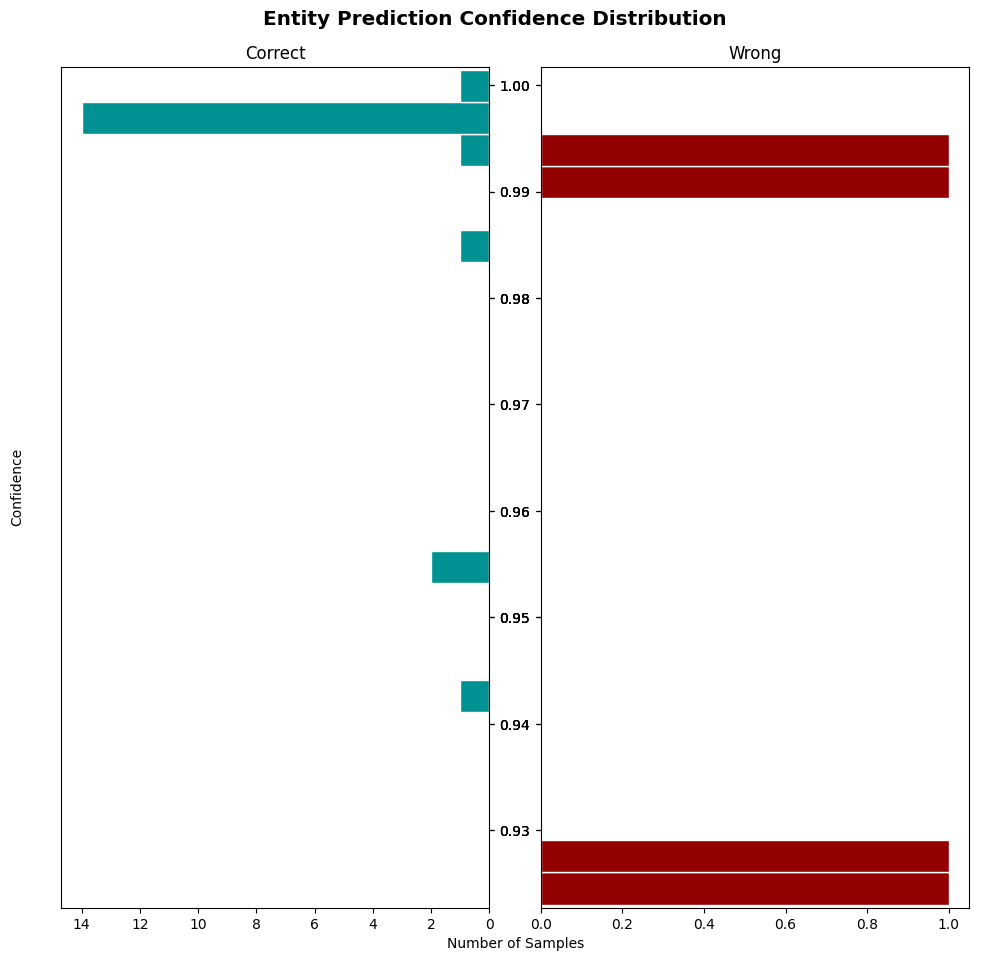 Entity Prediction Confidence Distribution
Correct
Wrong
1.00
0.99
0.98
0.97
0.96
0.95
0.94
0.93
Confidence
14 12 10 8 6 4 2 0
0.0 0.2 0.4 0.6 0.8 1.0
Number of Samples